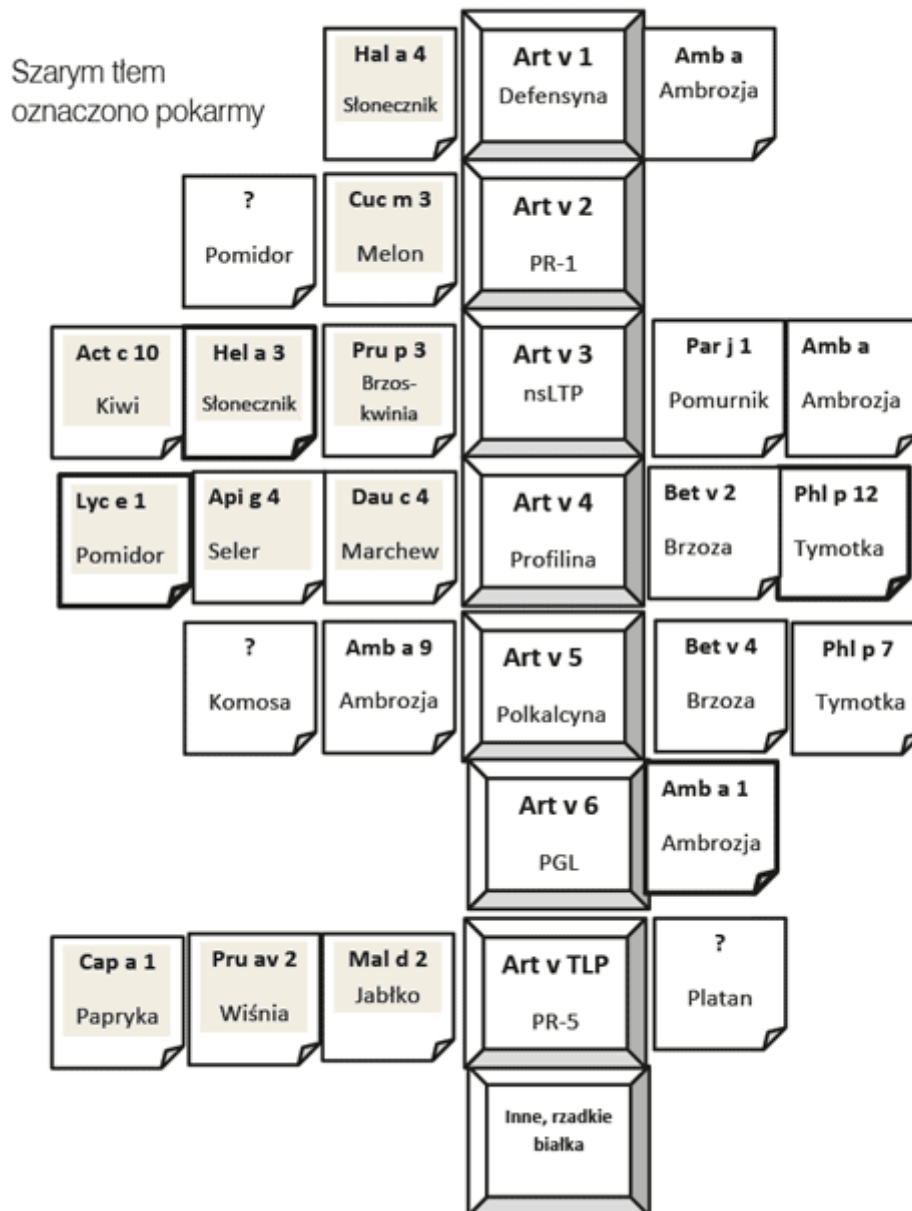 Szarym tłem
oznaczono pokarmy
Hal a 4
Słonecznik
Art v 1
Defensyna
Amb a
Ambrozja
?
Pomidor
Cuc m 3
Melon
Art v 2
PR-1
Act c 10
Kiwi
Hel a 3
Słonecznik
Pru p 3
Brzos-
kwinia
Art v 3
nsLTP
Par j 1
Pomurnik
Amb a
Ambrozja
Lyc e 1
Pomidor
Api g 4
Seler
Dau c 4
Marchew
Art v 4
Profilina
Bet v 2
Brzoza
Phl p 12
Tymotka
?
Komosa
Amb a 9
Ambrozja
Art v 5
Polkalcyna
Bet v 4
Brzoza
Phl p 7
Tymotka
Art v 6
PGL
Amb a 1
Ambrozja
Cap a 1
Papryka
Pru av 2
Wiśnia
Mal d 2
Jabłko
Art v TLP
PR-5
?
Platan
Inne, rzadkie
białka